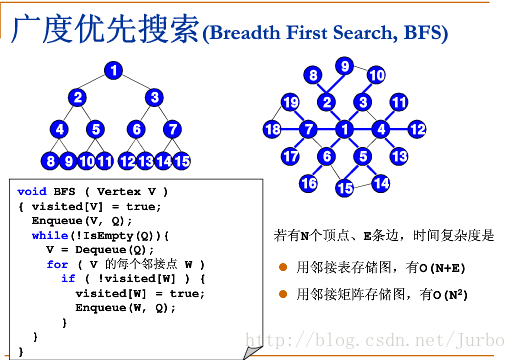 广度优先搜索(Breadth First Search, BFS)
1
2 3
4 5 6 7
8 9 10 11 12 13 14 15
9
8 10
19 2 3 11
18 7 1 4 12
17 6 5 13
16 15 14
void BFS ( Vertex V )
{ visited[V] = true;
Enqueue(V, Q);
while(!IsEmpty(Q)){
V = Dequeue(Q);
for ( V 的每个邻接点 W )
if ( !visited[W] ) {
visited[W] = true;
Enqueue(W, Q);
}
}
}
若有N个顶点、E条边，时间复杂度是
用邻接表存储图，有O(N+E)
用邻接矩阵存储图，有O(N²)
http://blog.csdn.net/Jurbo